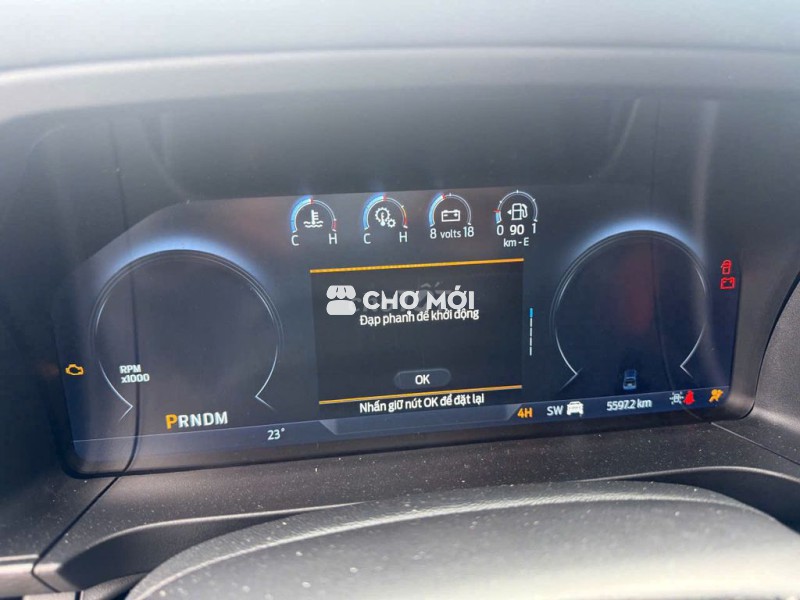 C H
C H
8 volts 18
0 90 1
km - E
CHỢ MỚI
Đạp phanh để khởi động
RPM
x1000
OK
PRNDM
Nhấn giữ nút OK để đặt lại
23°
4H
SW
5597.2 km